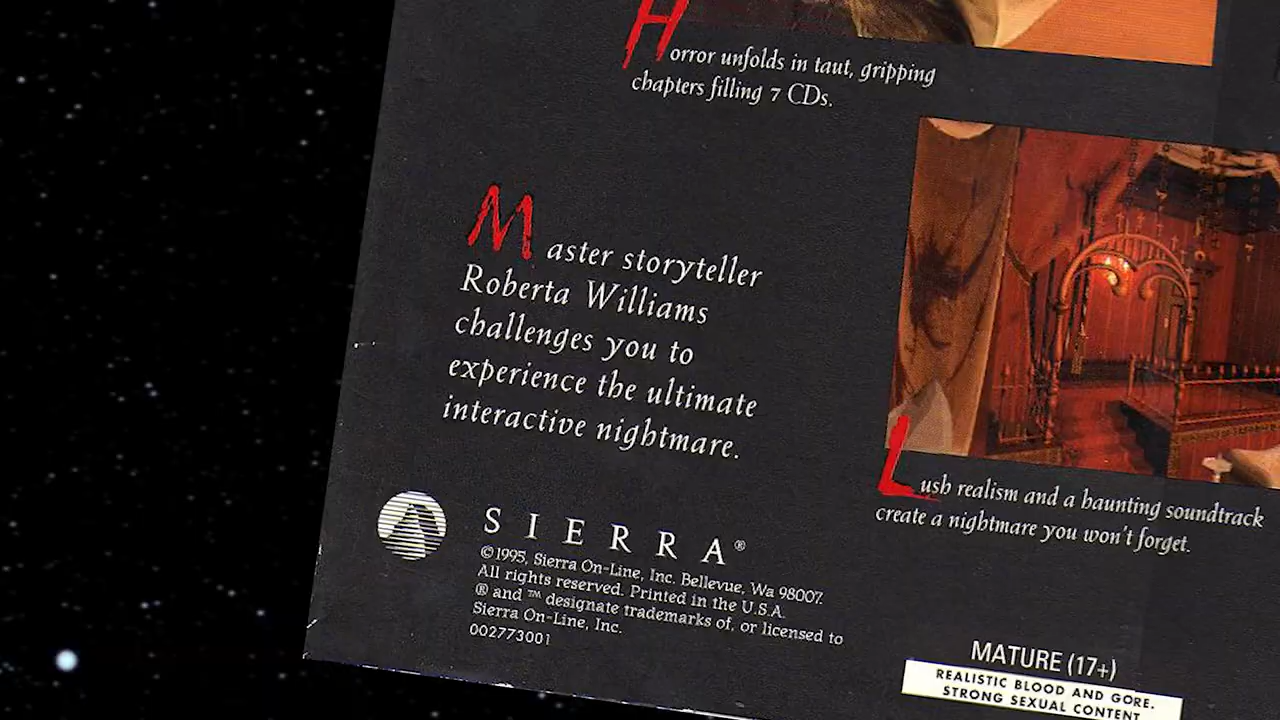 Horror unfolds in taut, gripping
chapters filling 7 CDs.
Master storyteller
Roberta Williams
challenges you to
experience the ultimate
interactive nightmare.
Lush realism and a haunting soundtrack
create a nightmare you won't forget.
SIERRA®
©1995, Sierra On-Line, Inc. Bellevue, Wa 98007.
All rights reserved. Printed in the U.S.A.
® and ™ designate trademarks of, or licensed to
Sierra On-Line, Inc.
002773001
MATURE (17+)
REALISTIC BLOOD AND GORE.
STRONG SEXUAL CONTENT